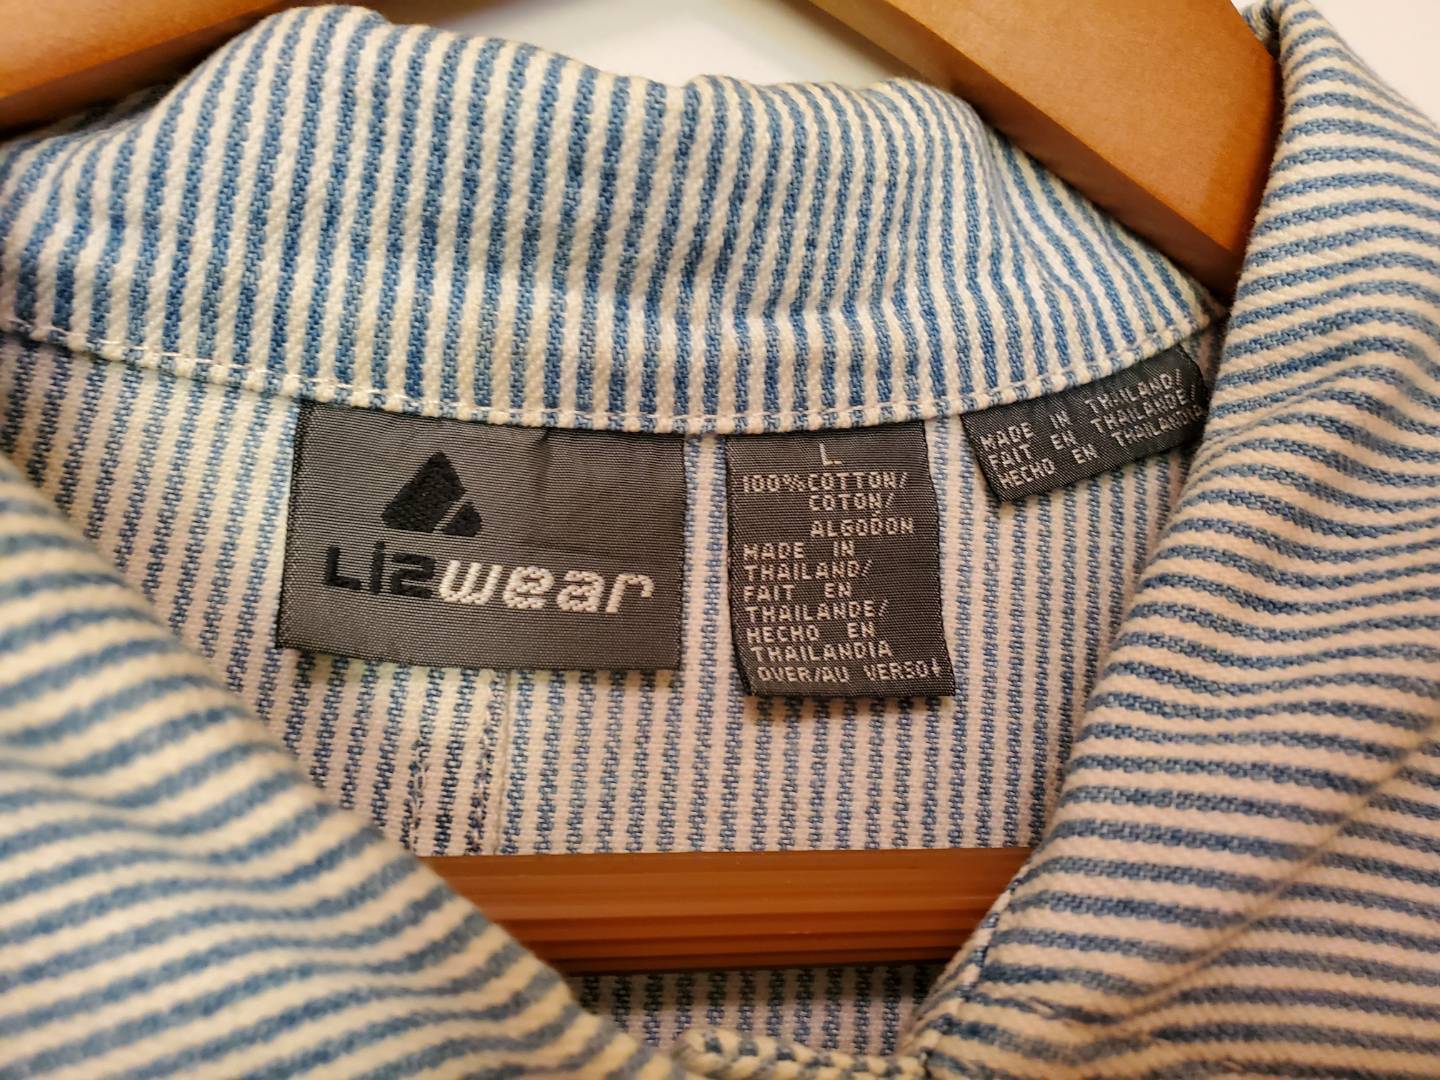 Lizwear
L.
100% COTTON/
COTON/
ALGODON
MADE IN
THAILAND/
FAIT EN
THAILANDE/
HECHO EN
THAILANDIA
OVER/AU VERSO↓
MADE IN THAILAND/
FAIT EN THAILANDE/
HECHO EN THAILANDIA